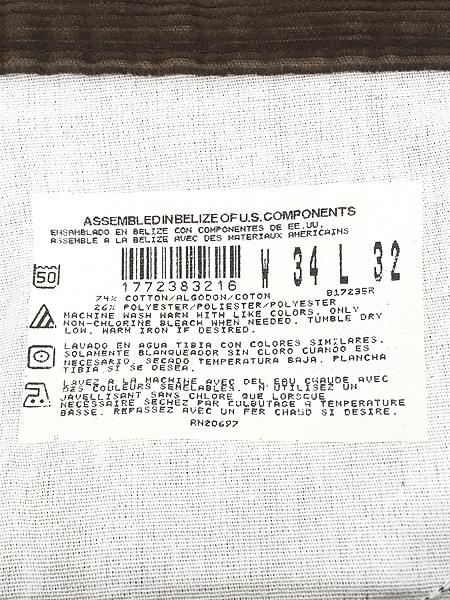 ASSEMBLED IN BELIZE OF U.S. COMPONENTS
ENSAMBLADO EN BELIZE CON COMPONENTES DE EE.UU.
ASSEMBLE A LA BELIZE AVEC DES MATERIAUX AMERICAINS
W 34 L 32
1772383216
B17235R
50
74% COTTON/ALGODON/COTON
26% POLYESTER/POLIESTER/POLYESTER
MACHINE WASH WARM WITH LIKE COLORS. ONLY
NON-CHLORINE BLEACH WHEN NEEDED. TUMBLE DRY
LOW. WARM IRON IF DESIRED.
LAVADO EN AGUA TIBIA CON COLORES SIMILARES.
SOLAMENTE BLANQUEADOR SIN CLORO CUANDO ES
NECESARIO. SECADO TEMPERATURA BAJA. PLANCHA
TIBIA SI SE DESEA.
LAVEZ EN MACHINE AVEC DE L EAU CHAUDE AVEC
DES COULEURS SEMBLABLE. N UTILISEZ UN
JAVELLISANT SANS CHLORE QUE LORSQUE
NECESSAIRE SECHEZ PAR CULBUTAGE A TEMPERATURE
BASSE. REPASSEZ AVEC UN FER CHAUD SI DESIRE.
RN20697